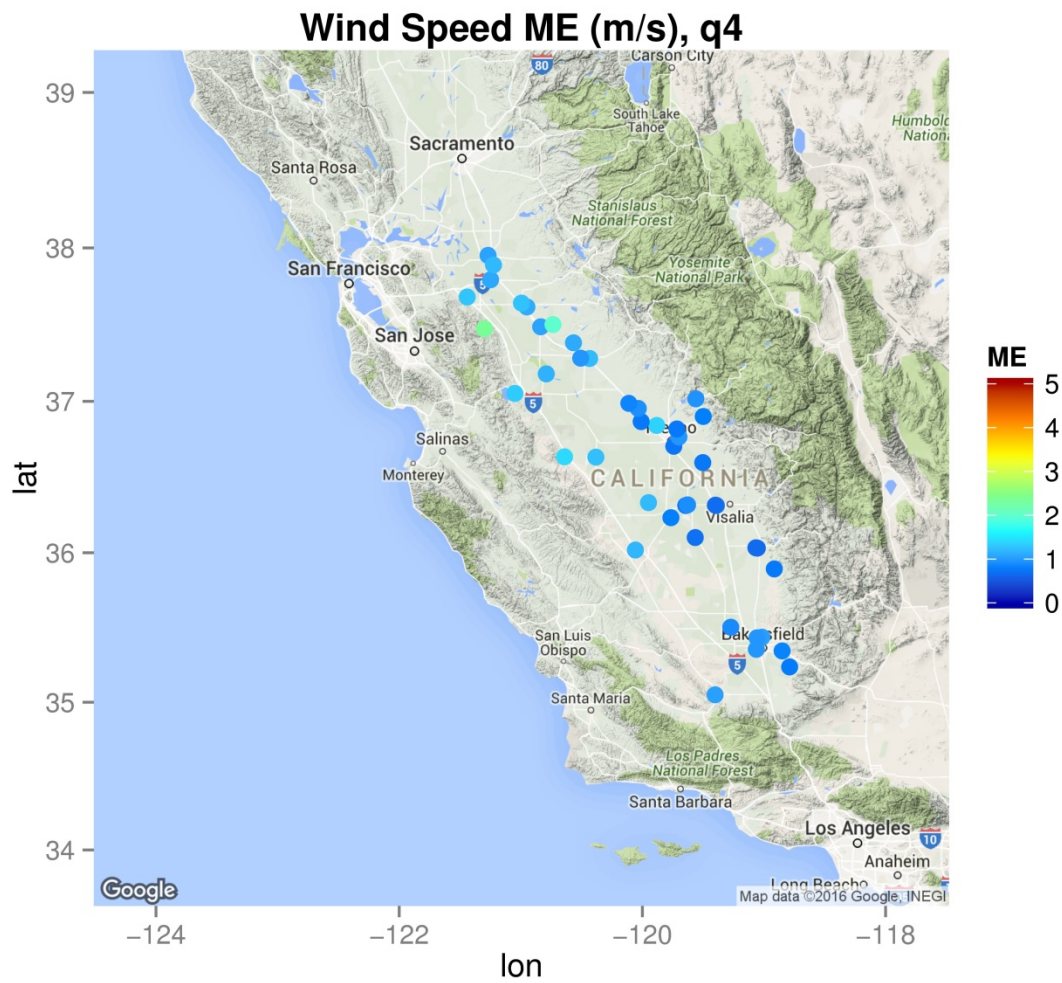 Wind Speed ME (m/s), q4
80
Carson City
39
South Lake
Tahoe
Humbol
Nation
Sacramento
Santa Rosa
Stanislaus
National Forest
38
San Francisco
5
Yosemite
National Park
San Jose
ME
5
4
3
2
1
0
37
5
Salinas
Monterey
CALIFORNIA
Visalia
lat
36
San Luis
Obispo
Bakersfield
5
35
Santa Maria
Los Padres
National Forest
Santa Barbara
Los Angeles
10
34
Anaheim
Long Beach
Google
Map data ©2016 Google, INEGI
−124
−122
−120
−118
lon